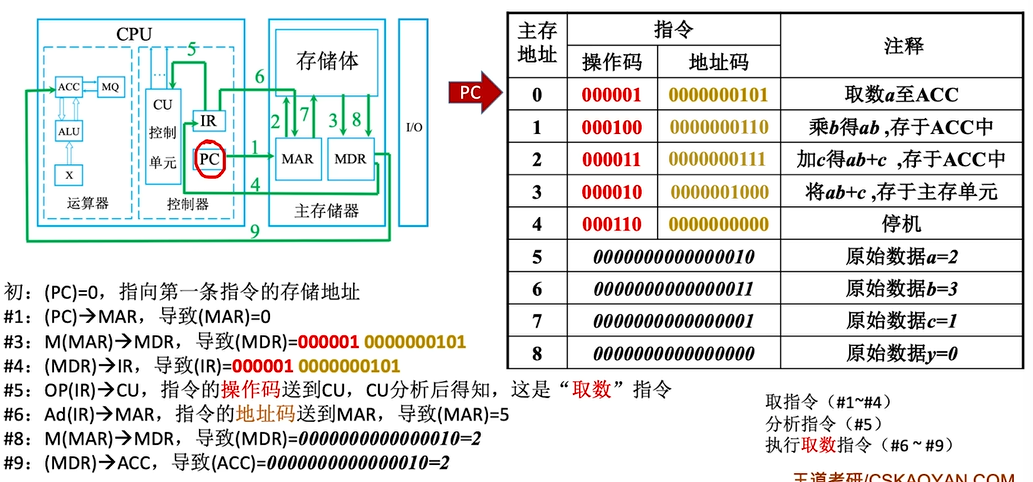 CPU
5
6
ACC
MQ
...
CU
控制
单元
IR
ALU
PC
1
X
4
运算器
控制器
9
存储体
2
7
3
8
MAR
MDR
主存储器
I/O
PC
主存地址 指令 注释
操作码 地址码
0 000001 0000000101 取数a至ACC
1 000100 0000000110 乘b得ab ,存于ACC中
2 000011 0000000111 加c得ab+c ,存于ACC中
3 000010 0000001000 将ab+c ,存于主存单元
4 000110 0000000000 停机
5 0000000000000010 原始数据a=2
6 0000000000000011 原始数据b=3
7 0000000000000001 原始数据c=1
8 0000000000000000 原始数据y=0
初：(PC)=0，指向第一条指令的存储地址
#1：(PC)→MAR，导致(MAR)=0
#3：M(MAR)→MDR，导致(MDR)=000001 0000000101
#4：(MDR)→IR，导致(IR)=000001 0000000101
#5：OP(IR)→CU，指令的操作码送到CU，CU分析后得知，这是“取数”指令
#6：Ad(IR)→MAR，指令的地址码送到MAR，导致(MAR)=5
#8：M(MAR)→MDR，导致(MDR)=0000000000000010=2
#9：(MDR)→ACC，导致(ACC)=0000000000000010=2
取指令（#1~#4）
分析指令（#5）
执行取数指令（#6 ~ #9）
王道考研/CSKAOYAN.COM